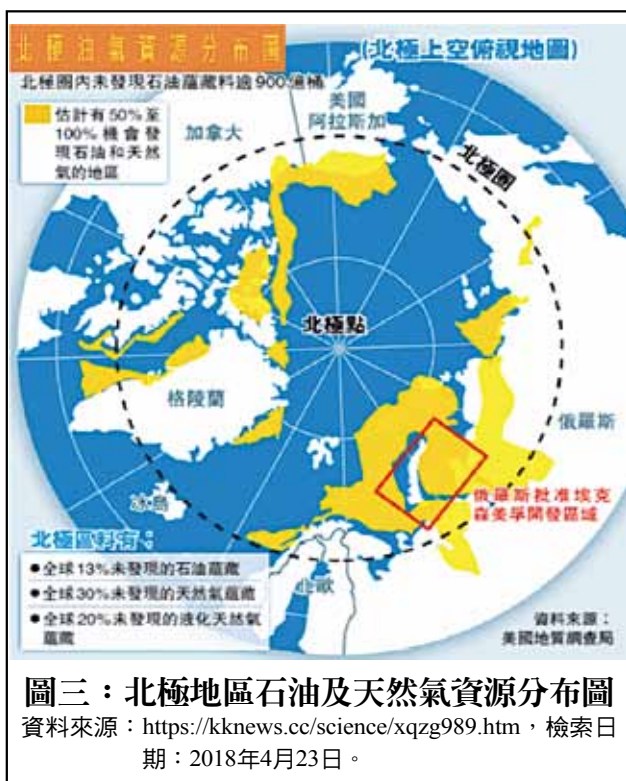 北極油氣資源分布圖
(北極上空俯視地圖)
北極圈內未發現石油蘊藏料逾900億桶
估計有50%至
100%機會發
現石油和天然
氣的地區
美國
阿拉斯加
加拿大
北極圈
北極點
格陵蘭
俄羅斯
冰島
俄羅斯批准埃克
森美孚開發區域
北歐
北極區料有：
●全球13%未發現的石油蘊藏
●全球30%未發現的天然氣蘊藏
●全球20%未發現的液化天然氣
蘊藏
資料來源：
美國地質調查局
圖三：北極地區石油及天然氣資源分布圖
資料來源：https://kknews.cc/science/xqzg989.htm，檢索日
期：2018年4月23日。